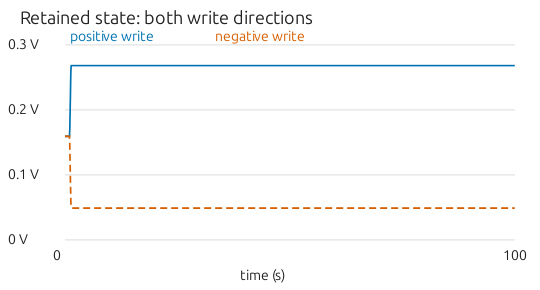 Retained state: both write directions
positive write negative write
0.3 V
0.2 V
0.1 V
0 V
0 100
time (s)